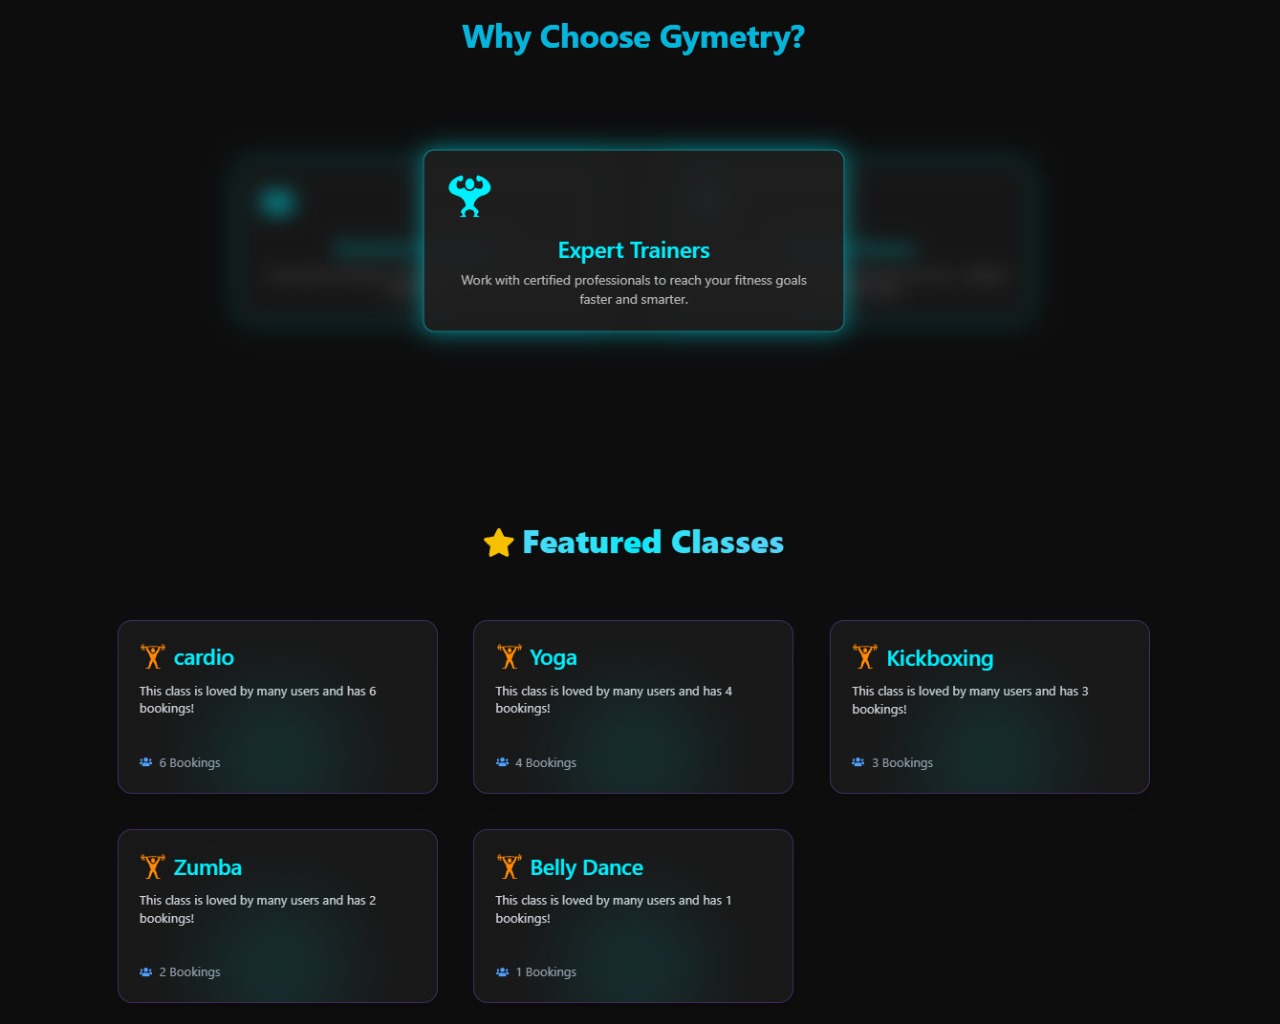 Why Choose Gymetry?
Expert Trainers
Work with certified professionals to reach your fitness goals
faster and smarter.
Featured Classes
cardio
This class is loved by many users and has 6
bookings!
6 Bookings
Yoga
This class is loved by many users and has 4
bookings!
4 Bookings
Kickboxing
This class is loved by many users and has 3
bookings!
3 Bookings
Zumba
This class is loved by many users and has 2
bookings!
2 Bookings
Belly Dance
This class is loved by many users and has 1
bookings!
1 Bookings